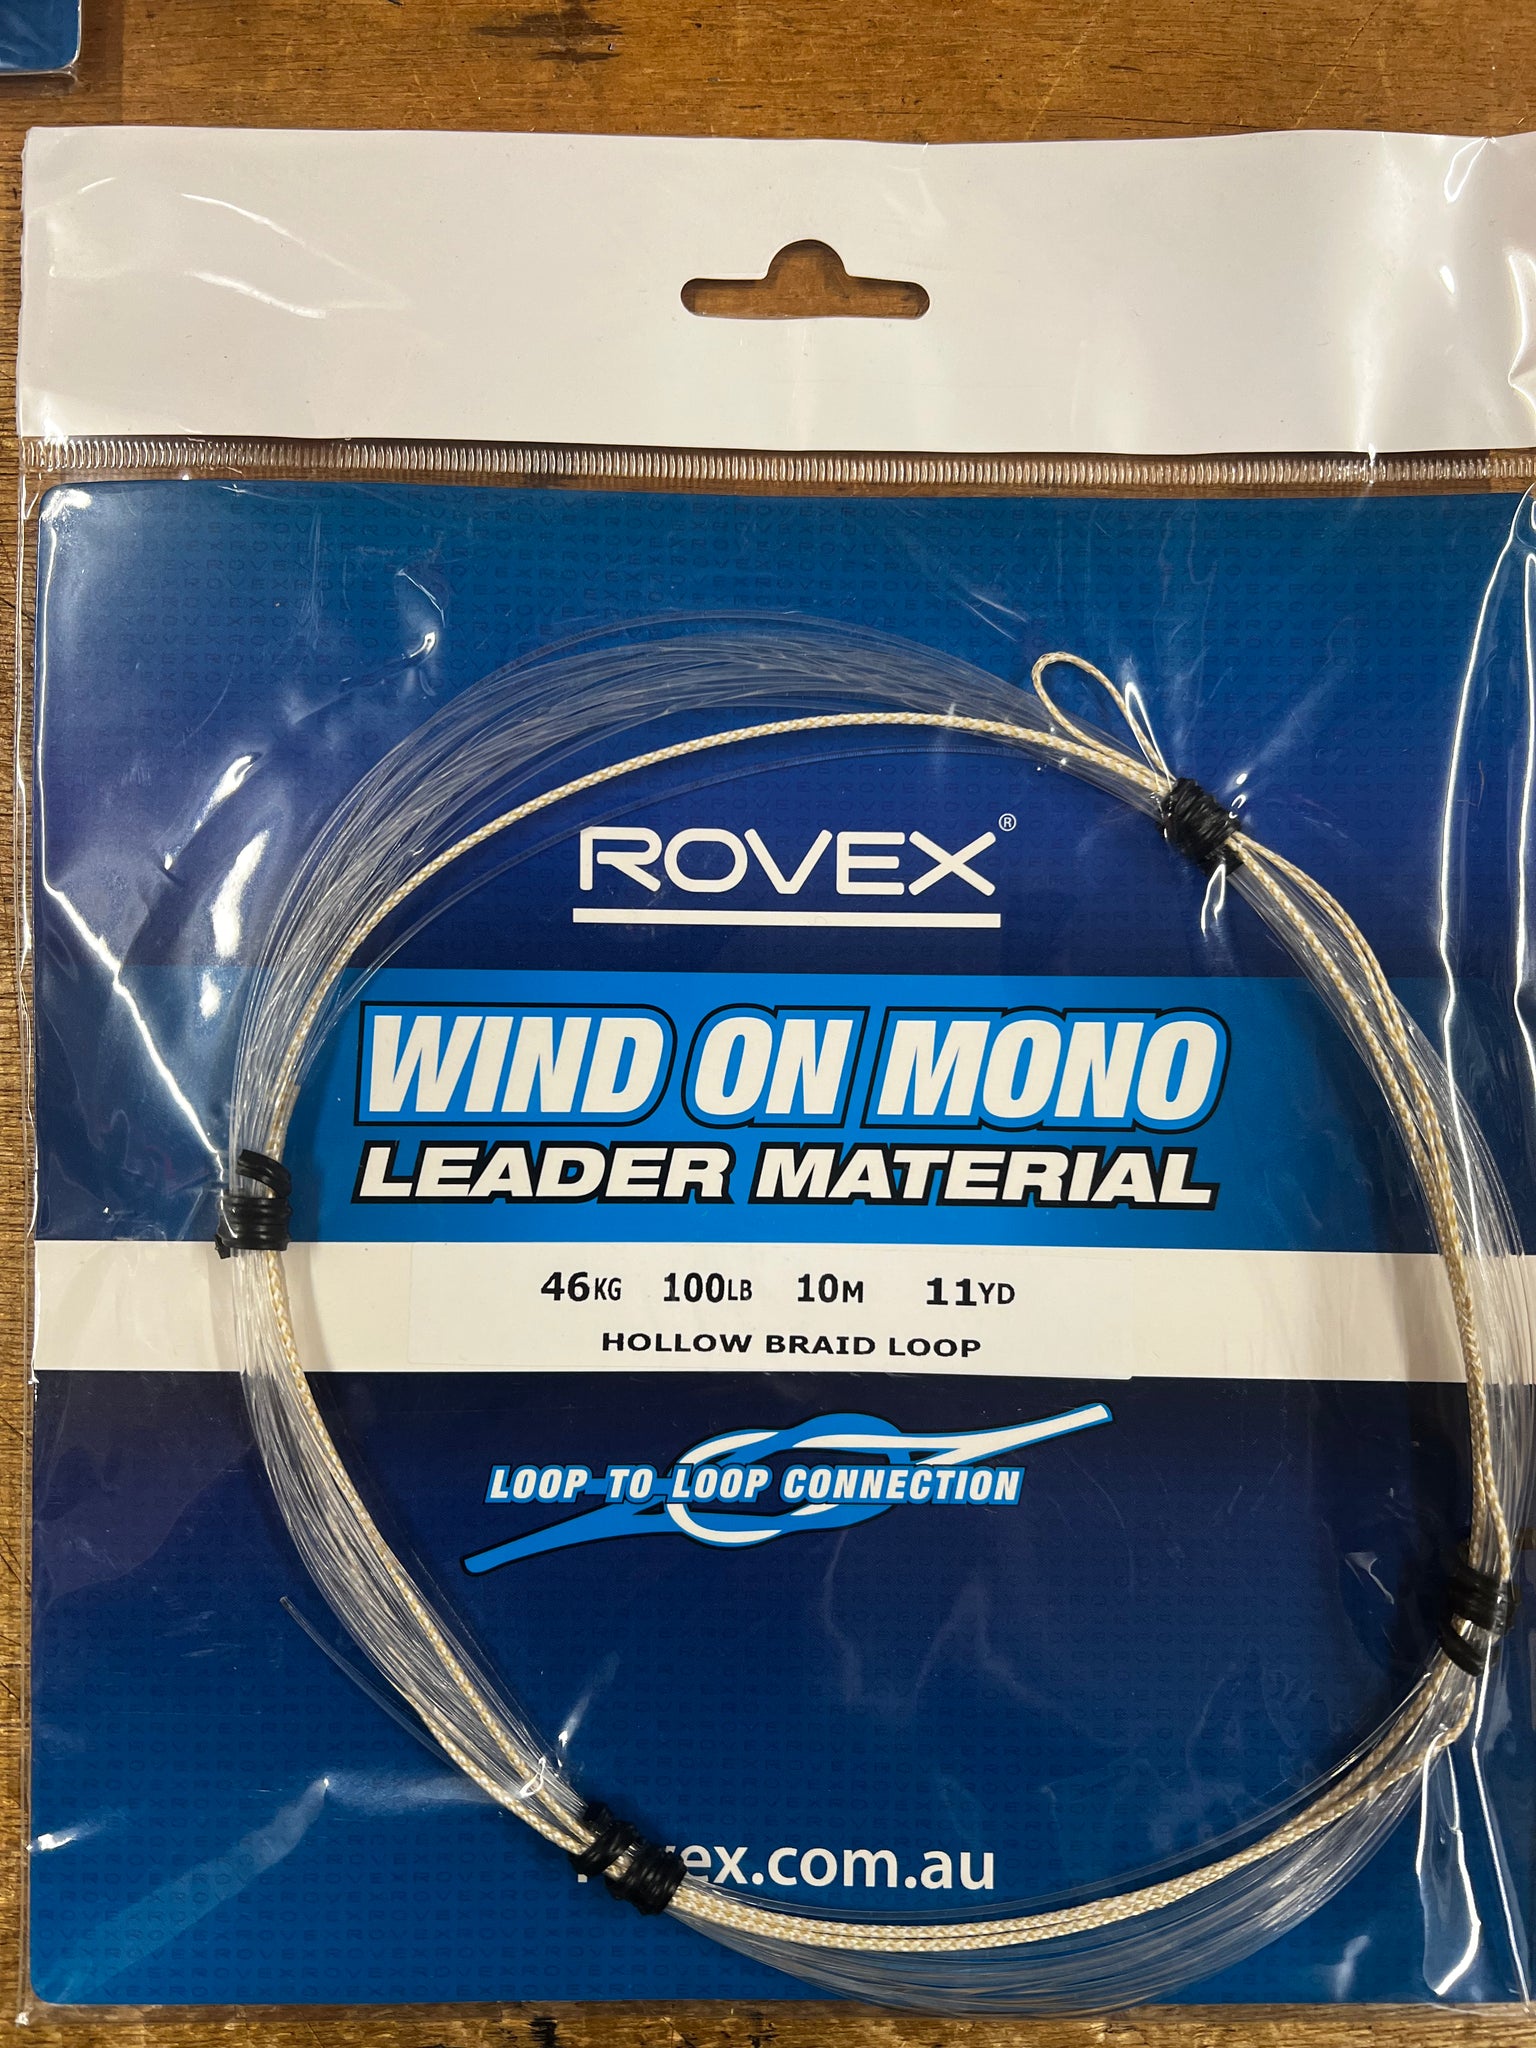 ROVEX®
WIND ON MONO
LEADER MATERIAL
46KG 100LB 10M 11YD
HOLLOW BRAID LOOP
LOOP TO LOOP CONNECTION
ex.com.au